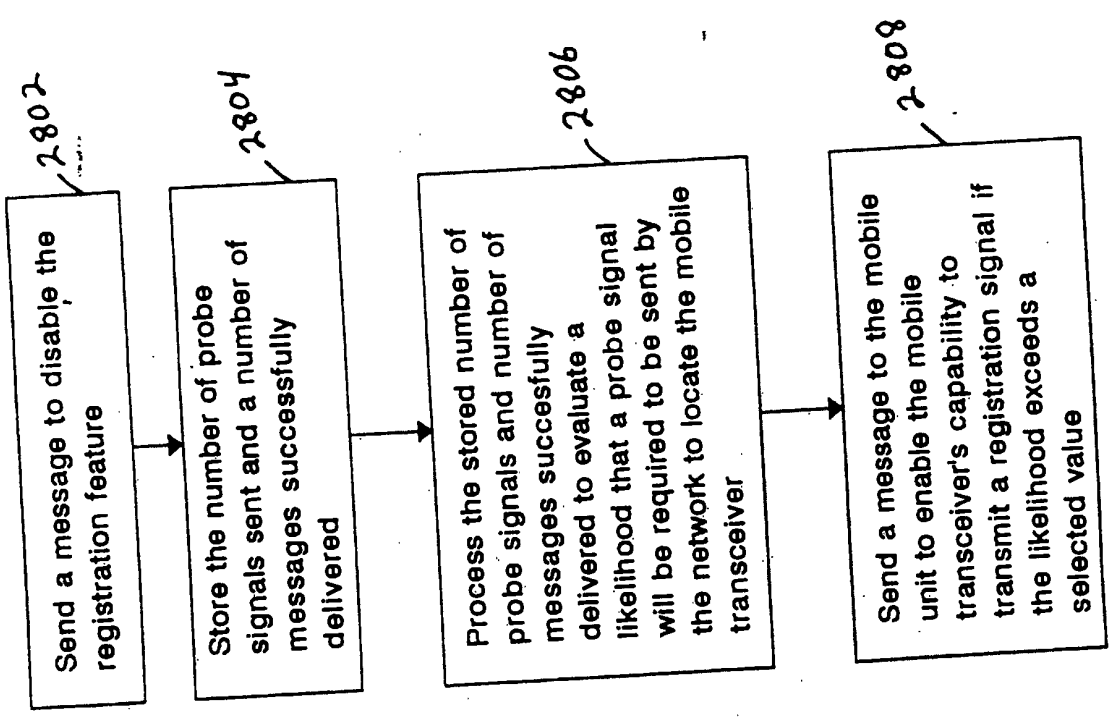 2802
Send a message to disable the
registration feature
2804
Store the number of probe
signals sent and a number of
messages successfully
delivered
2806
Process the stored number of
probe signals and number of
messages succesfully
delivered to evaluate a
likelihood that a probe signal
will be required to be sent by
the network to locate the mobile
transceiver
2808
Send a message to the mobile
unit to enable the mobile
transceiver's capability to
transmit a registration signal if
the likelihood exceeds a
selected value